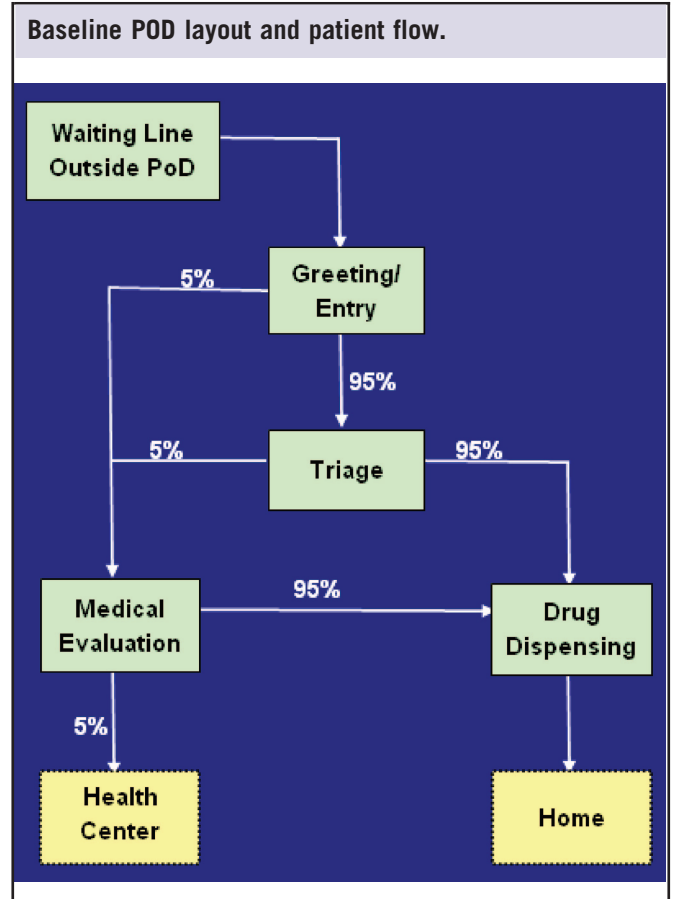 Baseline POD layout and patient flow.
Waiting Line
Outside PoD
5%
Greeting/
Entry
95%
5%
Triage
95%
Medical
Evaluation
95%
Drug
Dispensing
5%
Health
Center
Home